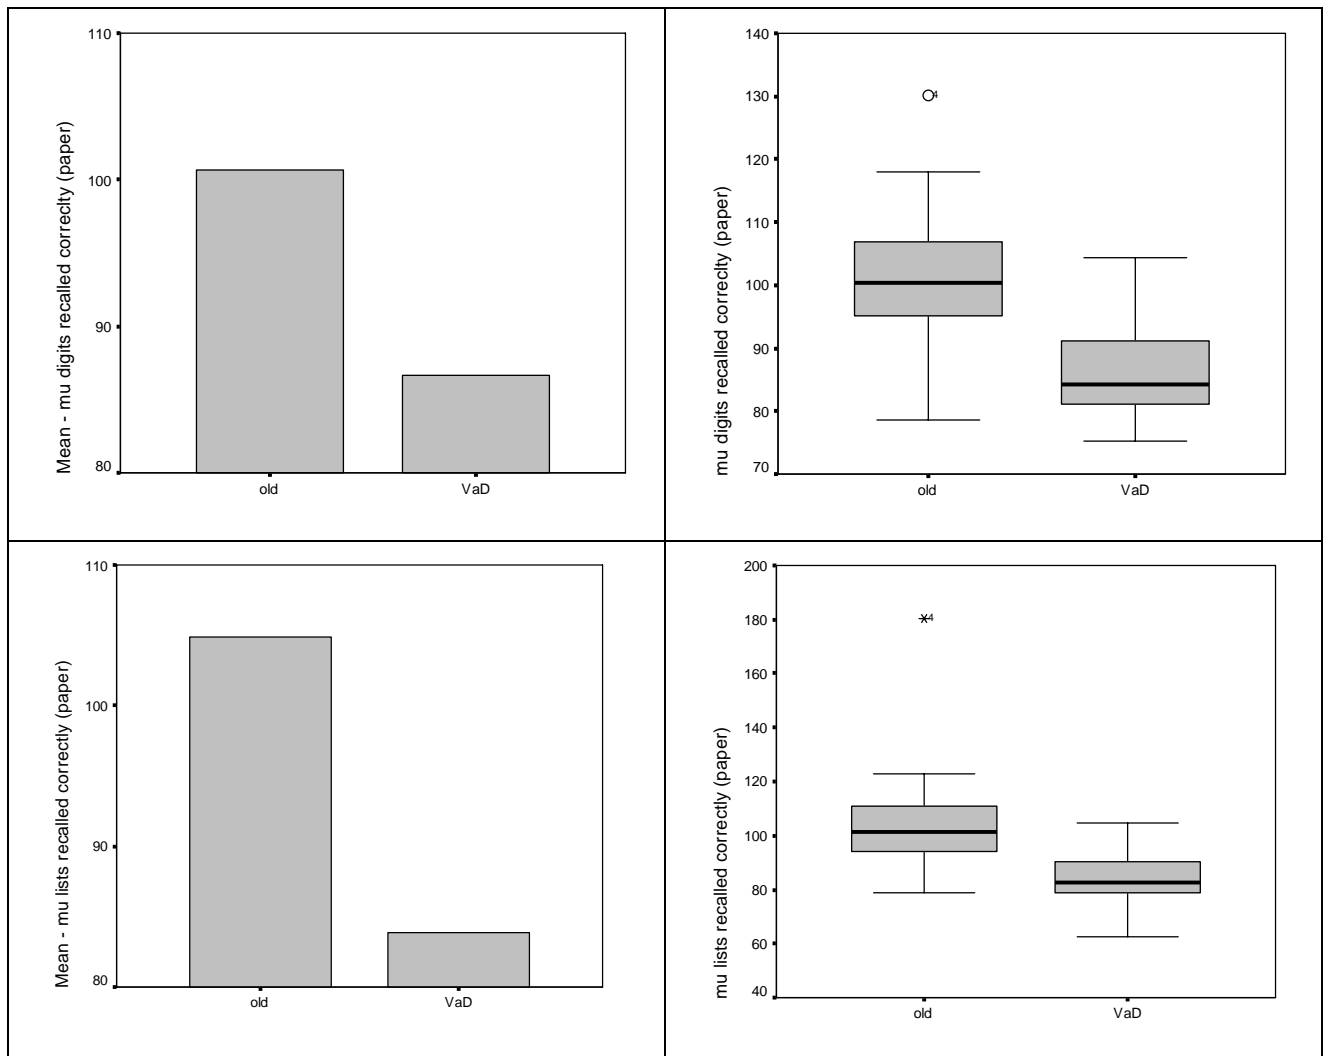 Mean - mu digits recalled correclty (paper)
110
100
90
80
old
VaD
mu digits recalled correclty (paper)
140
130
120
110
100
90
80
70
4
old
VaD
Mean - mu lists recalled correctly (paper)
110
100
90
80
old
VaD
mu lists recalled correctly (paper)
200
180
160
140
120
100
80
60
40
4
old
VaD